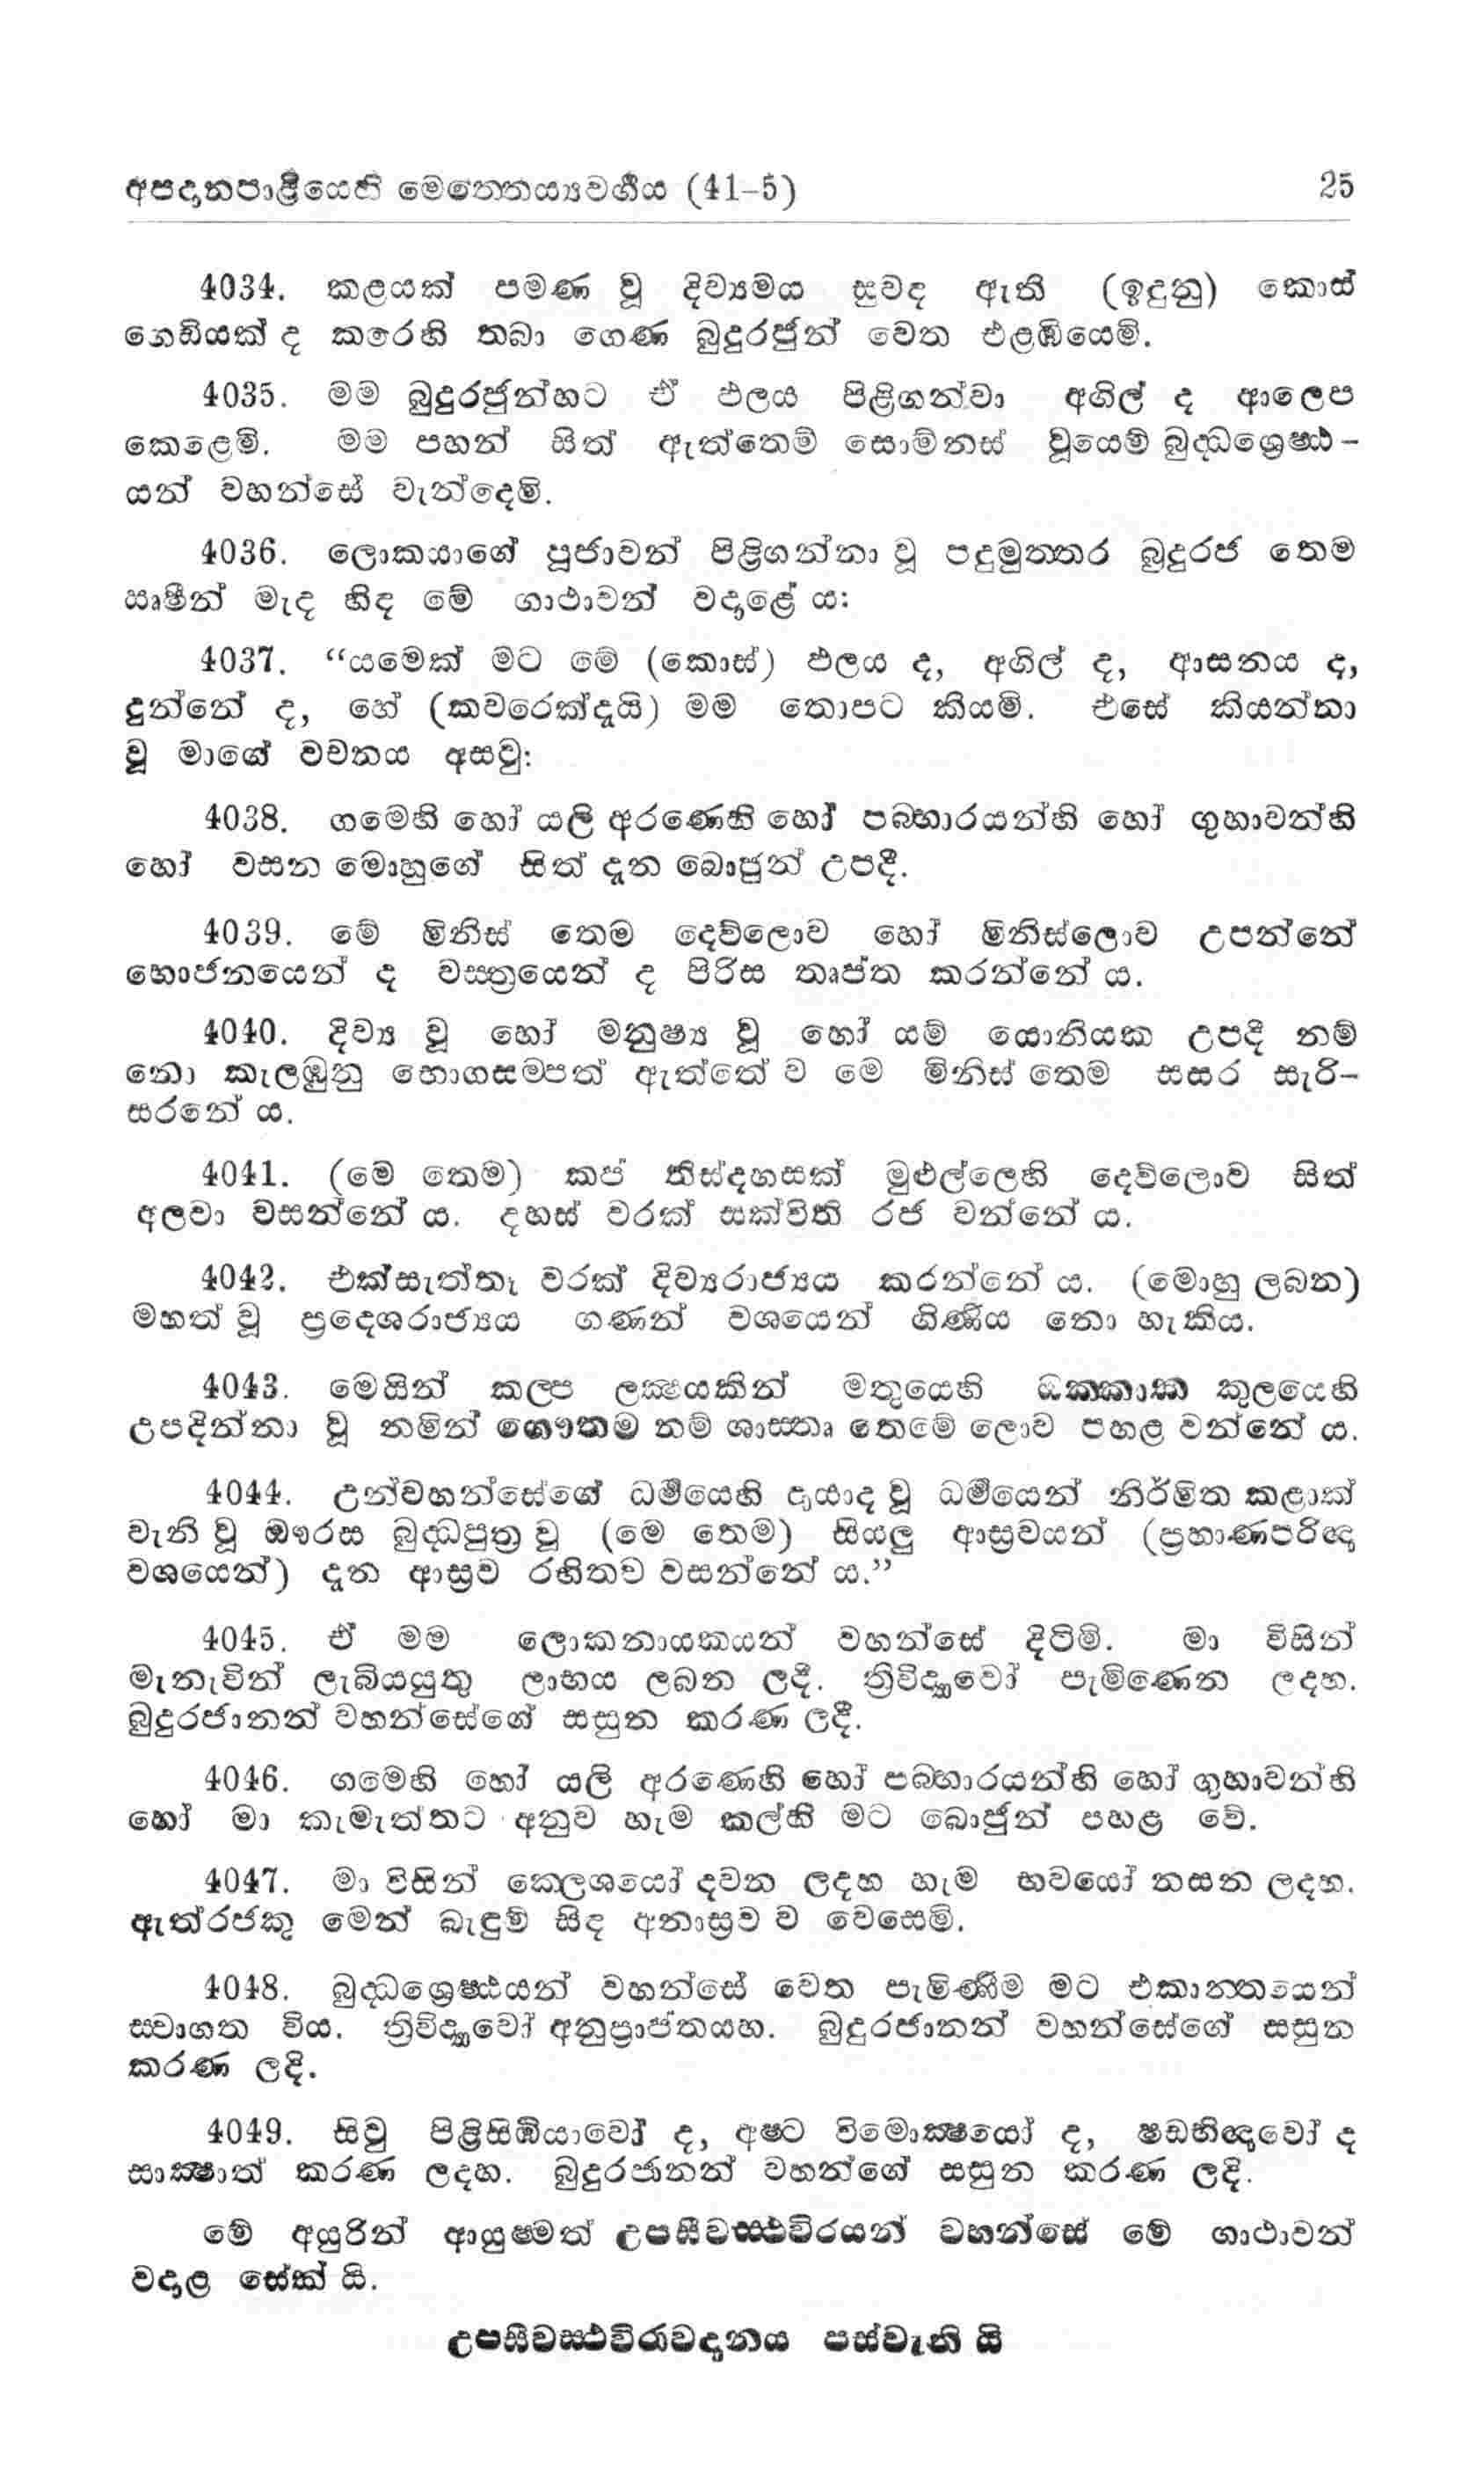 අපදානපාළියෙහි මෙත්තෙය්‍යවර්‍ගය (41-5) 25
4034. කළයක් පමණ වූ දිව්‍යමය සුවඳ ඇති (ඉදුනු) කොස්
ගෙඩියක් ද කරෙහි තබා ගෙණ බුදුරජුන් වෙත එළඹියෙමි.
4035. මම බුදුරජුන්හට ඒ ඵලය පිළිගන්වා අගිල් ද ආලෙප
කෙළෙමි. මම පහන් සිත් ඇත්තෙම් සොම්නස් වූයෙම් බුද්ධශ්‍රෙෂ්ඨ-
යන් වහන්සේ වැන්දෙමි.
4036. ලොකයාගේ පූජාවන් පිළිගන්නා වූ පදුමුත්තර බුදුරජ තෙම
ඍෂීන් මැද හිඳ මේ ගාථාවන් වදාළේ ය:
4037. “යමෙක් මට මේ (කොස්) ඵලය ද, අගිල් ද, ආසනය ද,
දුන්නේ ද, හේ (කවරෙක්දැයි) මම තොපට කියමි. එසේ කියන්නා
වූ මාගේ වචනය අසවු:
4038. ගමෙහි හෝ යලි අරණෙහි හෝ පබ්භාරයන්හි හෝ ගුහාවන්හි
හෝ වසන මොහුගේ සිත් දැන බොජුන් උපදී.
4039. මේ මිනිස් තෙම දෙව්ලොව හෝ මිනිස්ලොව උපන්නේ
භොජනයෙන් ද වස්ත්‍රයෙන් ද පිරිස තෘප්ත කරන්නේ ය.
4040. දිව්‍ය වූ හෝ මනුෂ්‍ය වූ හෝ යම් යොනියක උපදි නම්
නො කැලඹුනු භොගසම්පත් ඇත්තේ ව මෙ මිනිස් තෙම සසර සැරි-
සරනේ ය.
4041. (මේ තෙම) කප් තිස්දහසක් මුළුල්ලෙහි දෙව්ලොව සිත්
අලවා වසන්නේ ය. දහස් වරක් සක්විති රජ වන්නේ ය.
4042. එක්සැත්තෑ වරක් දිව්‍යරාජ්‍යය කරන්නේ ය. (මොහු ලබන)
මහත් වූ ප්‍රදෙශරාජ්‍යය ගණන් වශයෙන් ගිණිය නො හැකිය.
4043. මෙයින් කල්ප ලක්‍ෂයකින් මතුයෙහි ඔක්කාක කුලයෙහි
උපදින්නා වූ නමින් ගෞතම නම් ශාස්තෘ තෙමේ ලොව පහළ වන්නේ ය.
4044. උන්වහන්සේගේ ධර්‍මයෙහි දායාද වූ ධර්‍මයෙන් නිර්මිත කළාක්
වැනි වූ ඖරස බුද්ධපුත්‍ර වූ (මෙ තෙම) සියලු ආස්‍රවයන් (ප්‍රහාණපරිඥා
වශයෙන්) දැන ආස්‍රව රහිතව වසන්නේ ය.”
4045. ඒ මම ලොකනායකයන් වහන්සේ දිටිමි. මා විසින්
මැනැවින් ලැබියයුතු ලාභය ලබන ලදී. ත්‍රිවිද්‍යාවෝ පැමිණෙන ලදහ.
බුදුරජානන් වහන්සේගේ සසුන කරණ ලදී.
4046. ගමෙහි හෝ යලි අරණෙහි හෝ පබ්භාරයන්හි හෝ ගුහාවන්හි
හෝ මා කැමැත්තට අනුව හැම කල්හි මට බොජුන් පහළ වේ.
4047. මා විසින් කෙලශයෝ දවන ලදහ හැම භවයෝ නසන ලදහ.
ඇත්රජකු මෙන් බැඳුම් සිඳ අනාස්‍රව ව වෙසෙමි.
4048. බුද්ධශ්‍රෙෂ්ඨයන් වහන්සේ වෙත පැමිණීම මට එකාන්තයෙන්
ස්වාගත විය. ත්‍රිවිද්‍යාවෝ අනුප්‍රාප්තයහ. බුදුරජානන් වහන්සේගේ සසුන
කරණ ලදි.
4049. සිවු පිළිසිඹියාවෝ ද, අෂ්ට විමොක්‍ෂයෝ ද, ෂඩභිඥාවෝ ද
සාක්‍ෂාත් කරණ ලදහ. බුදුරජානන් වහන්ගේ සසුන කරණ ලදි.
මේ අයුරින් ආයුෂ්මත් උපසීවස්ථවිරයන් වහන්සේ මේ ගාථාවන්
වදාළ සේක් යි.
උපසීවස්ථවිරාවදානය පස්වැනි යි